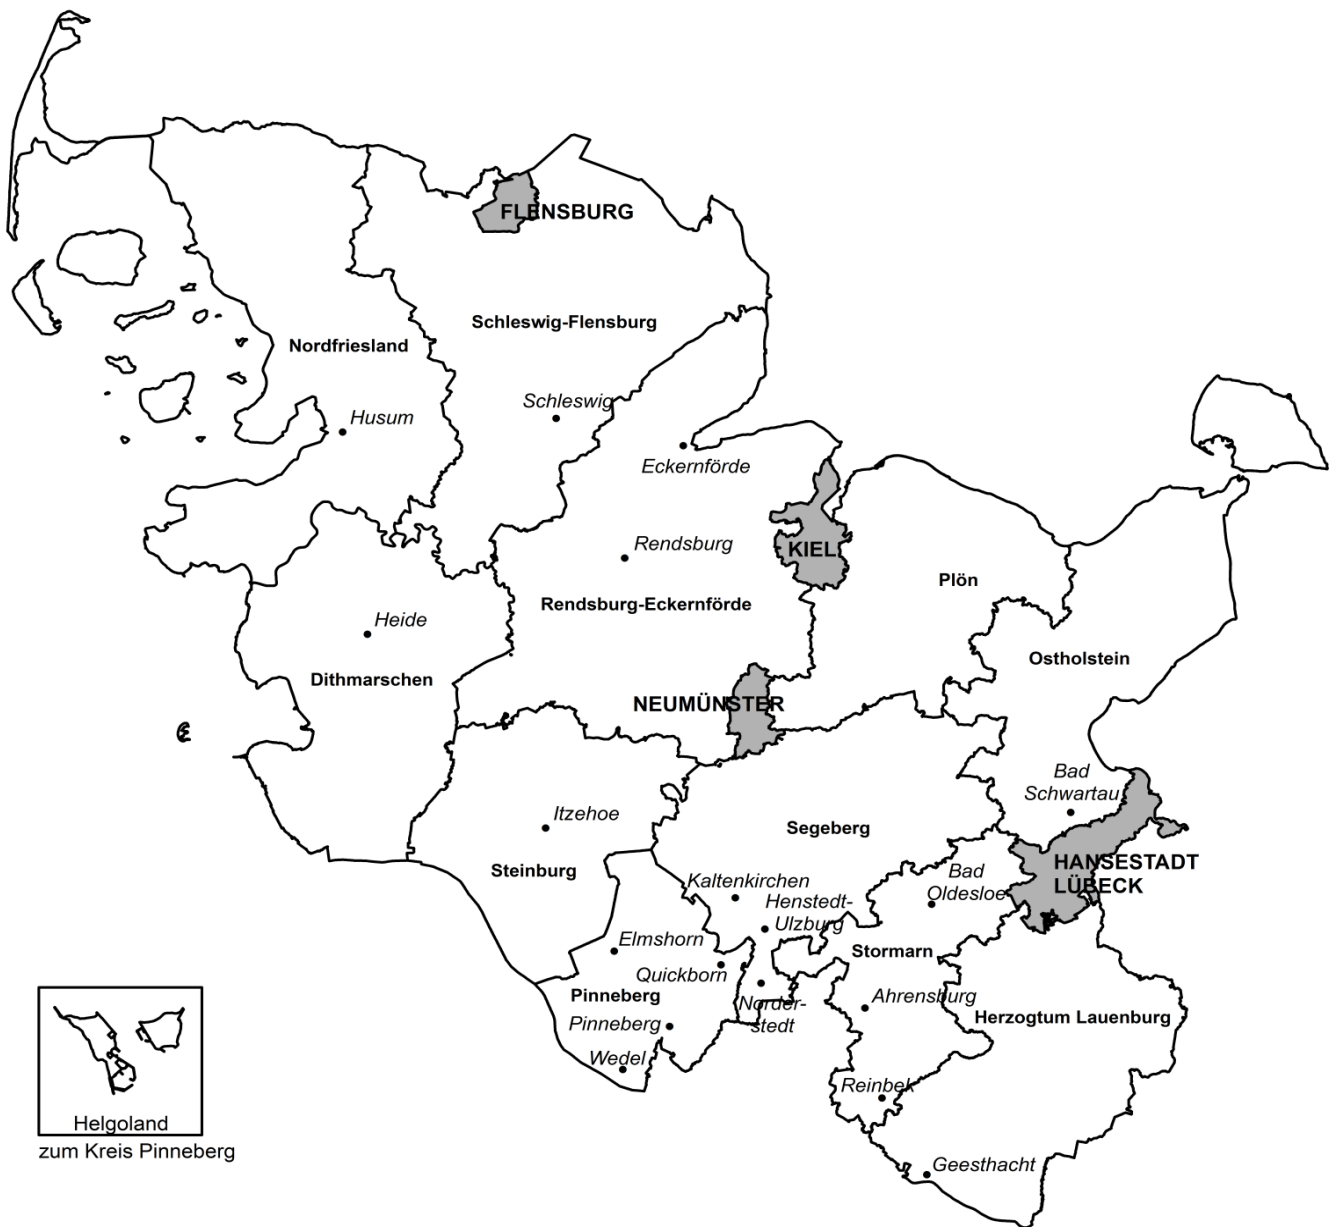 FLENSBURG
Schleswig-Flensburg
Nordfriesland
Schleswig
Husum
Eckernförde
Rendsburg
KIEL
Plön
Rendsburg-Eckernförde
Heide
Ostholstein
Dithmarschen
NEUMÜNSTER
Bad
Schwartau
Itzehoe
Segeberg
HANSESTADT
LÜBECK
Steinburg
Kaltenkirchen
Bad
Oldesloe
Henstedt-
Ulzburg
Elmshorn
Stormarn
Quickborn
Pinneberg
Norder-
stedt
Ahrensburg
Herzogtum Lauenburg
Pinneberg
Wedel
Reinbek
Helgoland
zum Kreis Pinneberg
Geesthacht